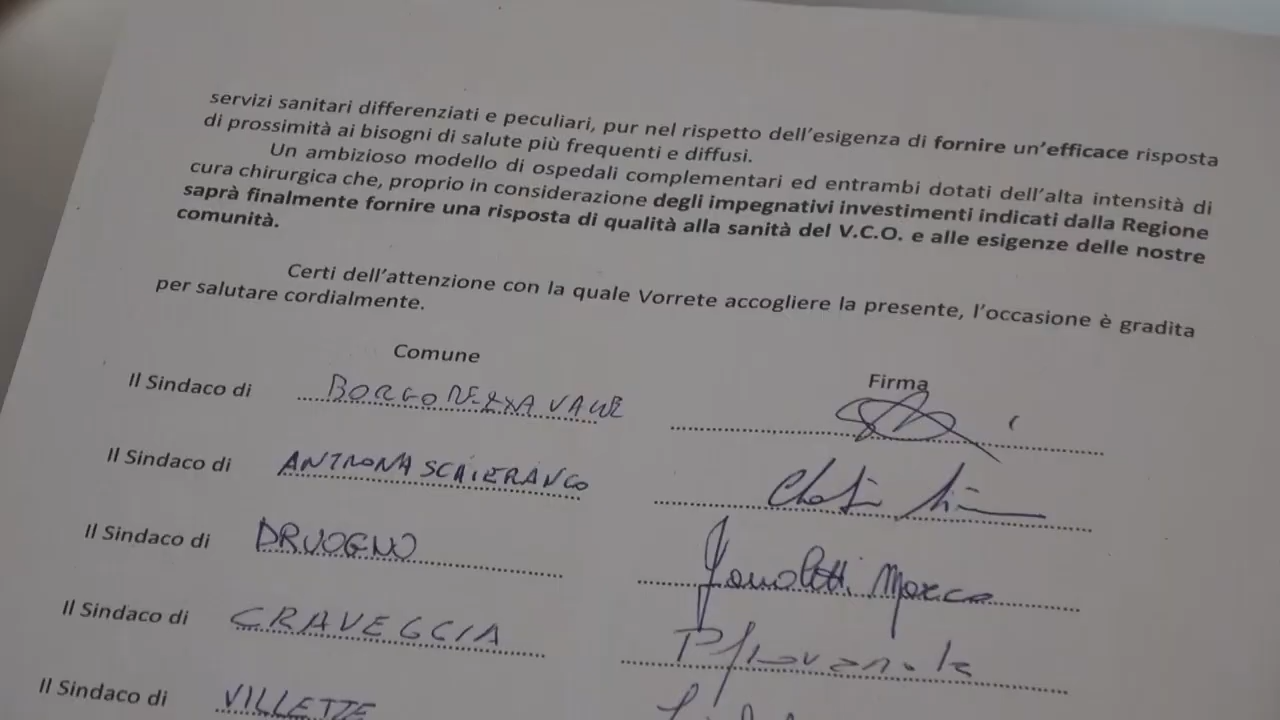 servizi sanitari differenziati e peculiari, pur nel rispetto dell'esigenza di fornire un'efficace risposta
di prossimità ai bisogni di salute più frequenti e diffusi.
Un ambizioso modello di ospedali complementari ed entrambi dotati dell'alta intensità di
cura chirurgica che, proprio in considerazione degli impegnativi investimenti indicati dalla Regione
saprà finalmente fornire una risposta di qualità alla sanità del V.C.O. e alle esigenze delle nostre
comunità.
Certi dell'attenzione con la quale Vorrete accogliere la presente, l'occasione è gradita
per salutare cordialmente.
Comune Firma
Il Sindaco di BORGOMEZZAVALLE
Il Sindaco di ANTRONA SCHIERANCO
Il Sindaco di DRUOGNO
Il Sindaco di CRAVEGGIA
Il Sindaco di VILLETTE